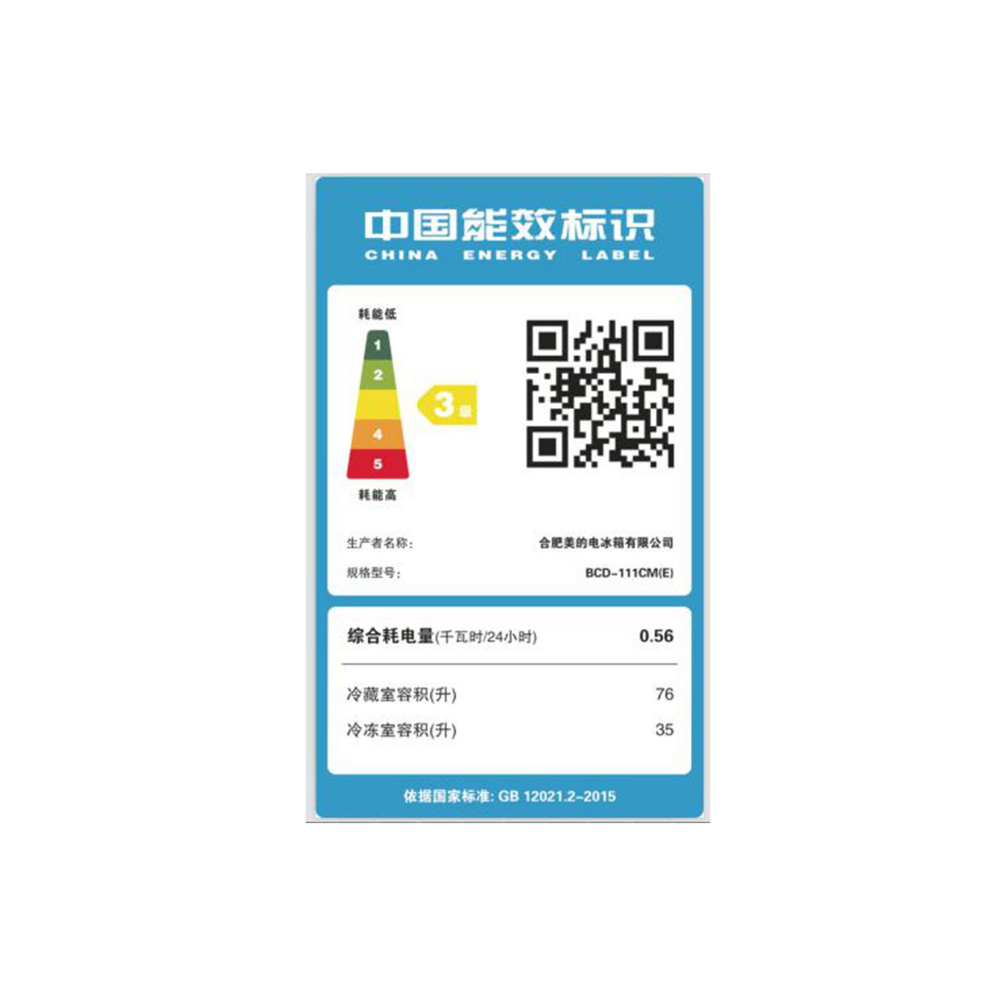 中国能效标识
CHINA ENERGY LABEL
耗能低
1
2
3级
4
5
耗能高
生产者名称: 合肥美的电冰箱有限公司
规格型号: BCD-111CM(E)
综合耗电量(千瓦时/24小时) 0.56
冷藏室容积(升) 76
冷冻室容积(升) 35
依据国家标准: GB 12021.2-2015